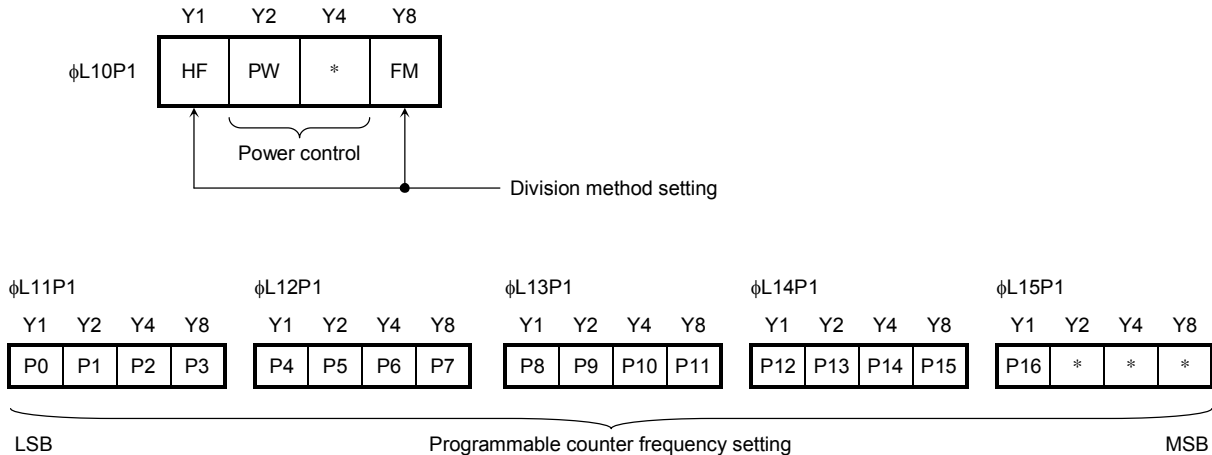 Y1 Y2 Y4 Y8
ϕL10P1 HF PW * FM
Power control
Division method setting
ϕL11P1 ϕL12P1 ϕL13P1 ϕL14P1 ϕL15P1
Y1 Y2 Y4 Y8 Y1 Y2 Y4 Y8 Y1 Y2 Y4 Y8 Y1 Y2 Y4 Y8 Y1 Y2 Y4 Y8
P0 P1 P2 P3 P4 P5 P6 P7 P8 P9 P10 P11 P12 P13 P14 P15 P16 * * *
LSB Programmable counter frequency setting MSB